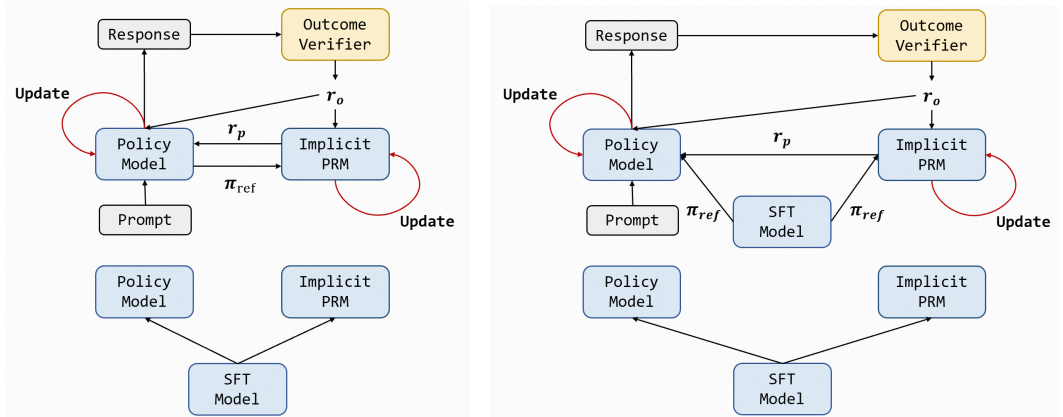 Response
Outcome
Verifier
Update
r_o
Policy
Model
r_p
π_ref
Implicit
PRM
Prompt
Update
Policy
Model
Implicit
PRM
SFT
Model
Response
Outcome
Verifier
Update
r_o
Policy
Model
r_p
Implicit
PRM
Prompt
π_ref
SFT
Model
π_ref
Update
Policy
Model
Implicit
PRM
SFT
Model